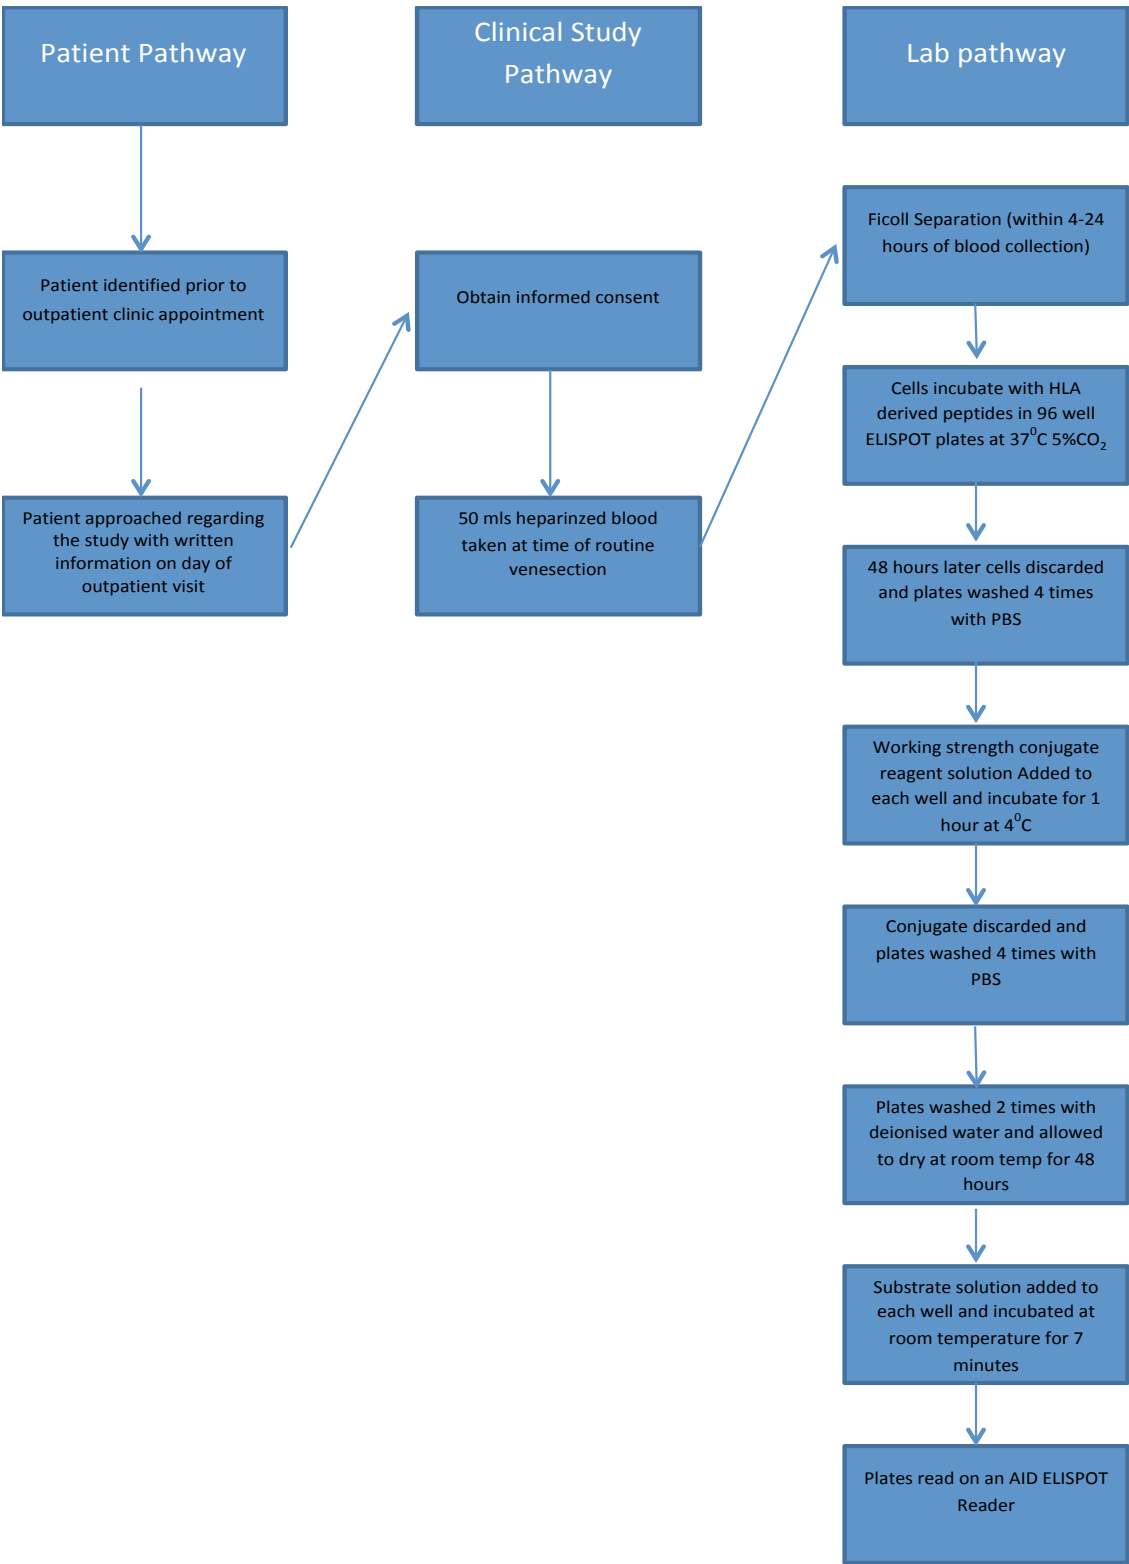 Patient Pathway
Clinical Study
Pathway
Lab pathway
Patient identified prior to
outpatient clinic appointment
Patient approached regarding
the study with written
information on day of
outpatient visit
Obtain informed consent
50 mls heparinzed blood
taken at time of routine
venesection
Ficoll Separation (within 4-24
hours of blood collection)
Cells incubate with HLA
derived peptides in 96 well
ELISPOT plates at 37⁰C 5%CO₂
48 hours later cells discarded
and plates washed 4 times
with PBS
Working strength conjugate
reagent solution Added to
each well and incubate for 1
hour at 4⁰C
Conjugate discarded and
plates washed 4 times with
PBS
Plates washed 2 times with
deionised water and allowed
to dry at room temp for 48
hours
Substrate solution added to
each well and incubated at
room temperature for 7
minutes
Plates read on an AID ELISPOT
Reader